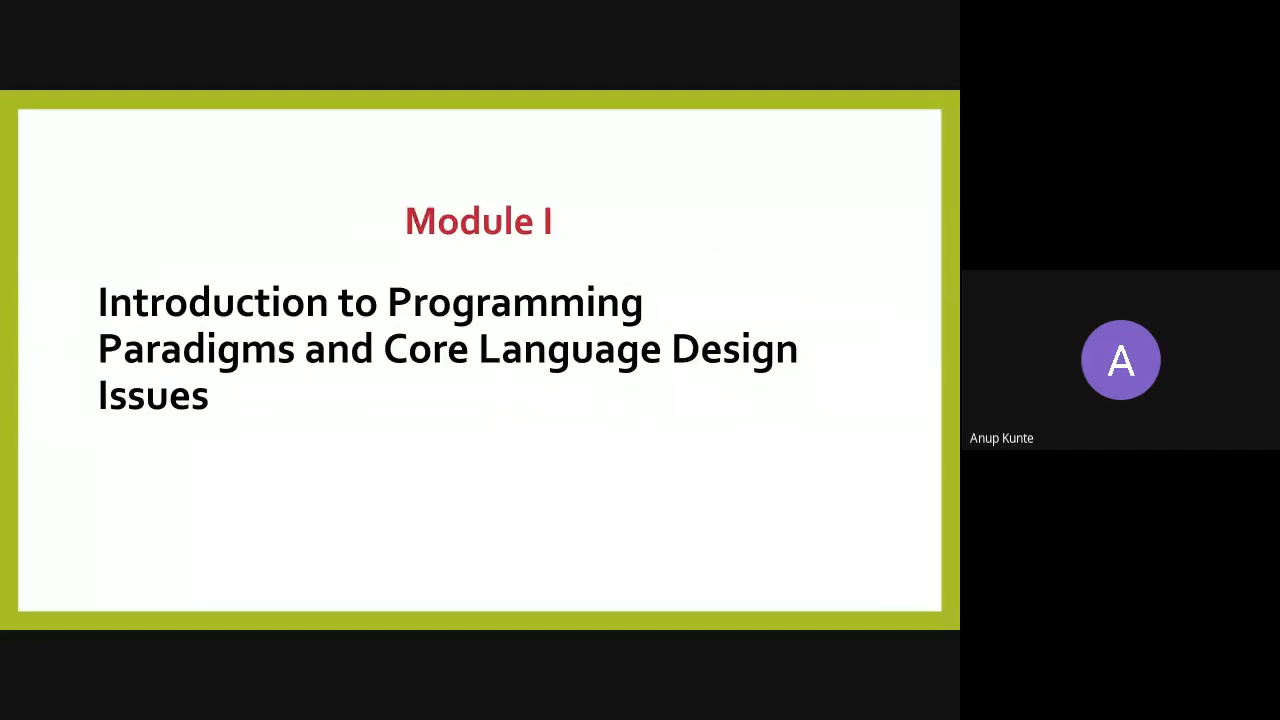 Module I
Introduction to Programming
Paradigms and Core Language Design
Issues
A
Anup Kunte